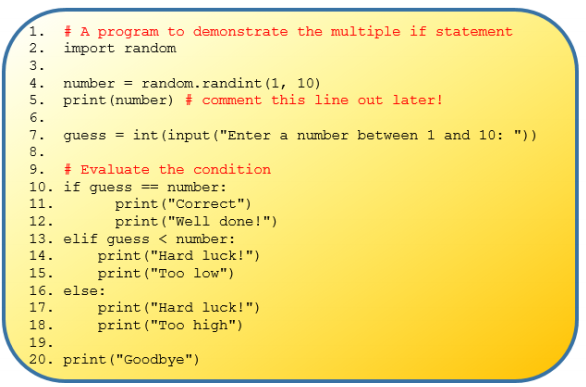 1. # A program to demonstrate the multiple if statement
2. import random
3.
4. number = random.randint(1, 10)
5. print(number) # comment this line out later!
6.
7. guess = int(input("Enter a number between 1 and 10: "))
8.
9. # Evaluate the condition
10. if guess == number:
11.       print("Correct")
12.       print("Well done!")
13. elif guess < number:
14.     print("Hard luck!")
15.     print("Too low")
16. else:
17.     print("Hard luck!")
18.     print("Too high")
19.
20. print("Goodbye")